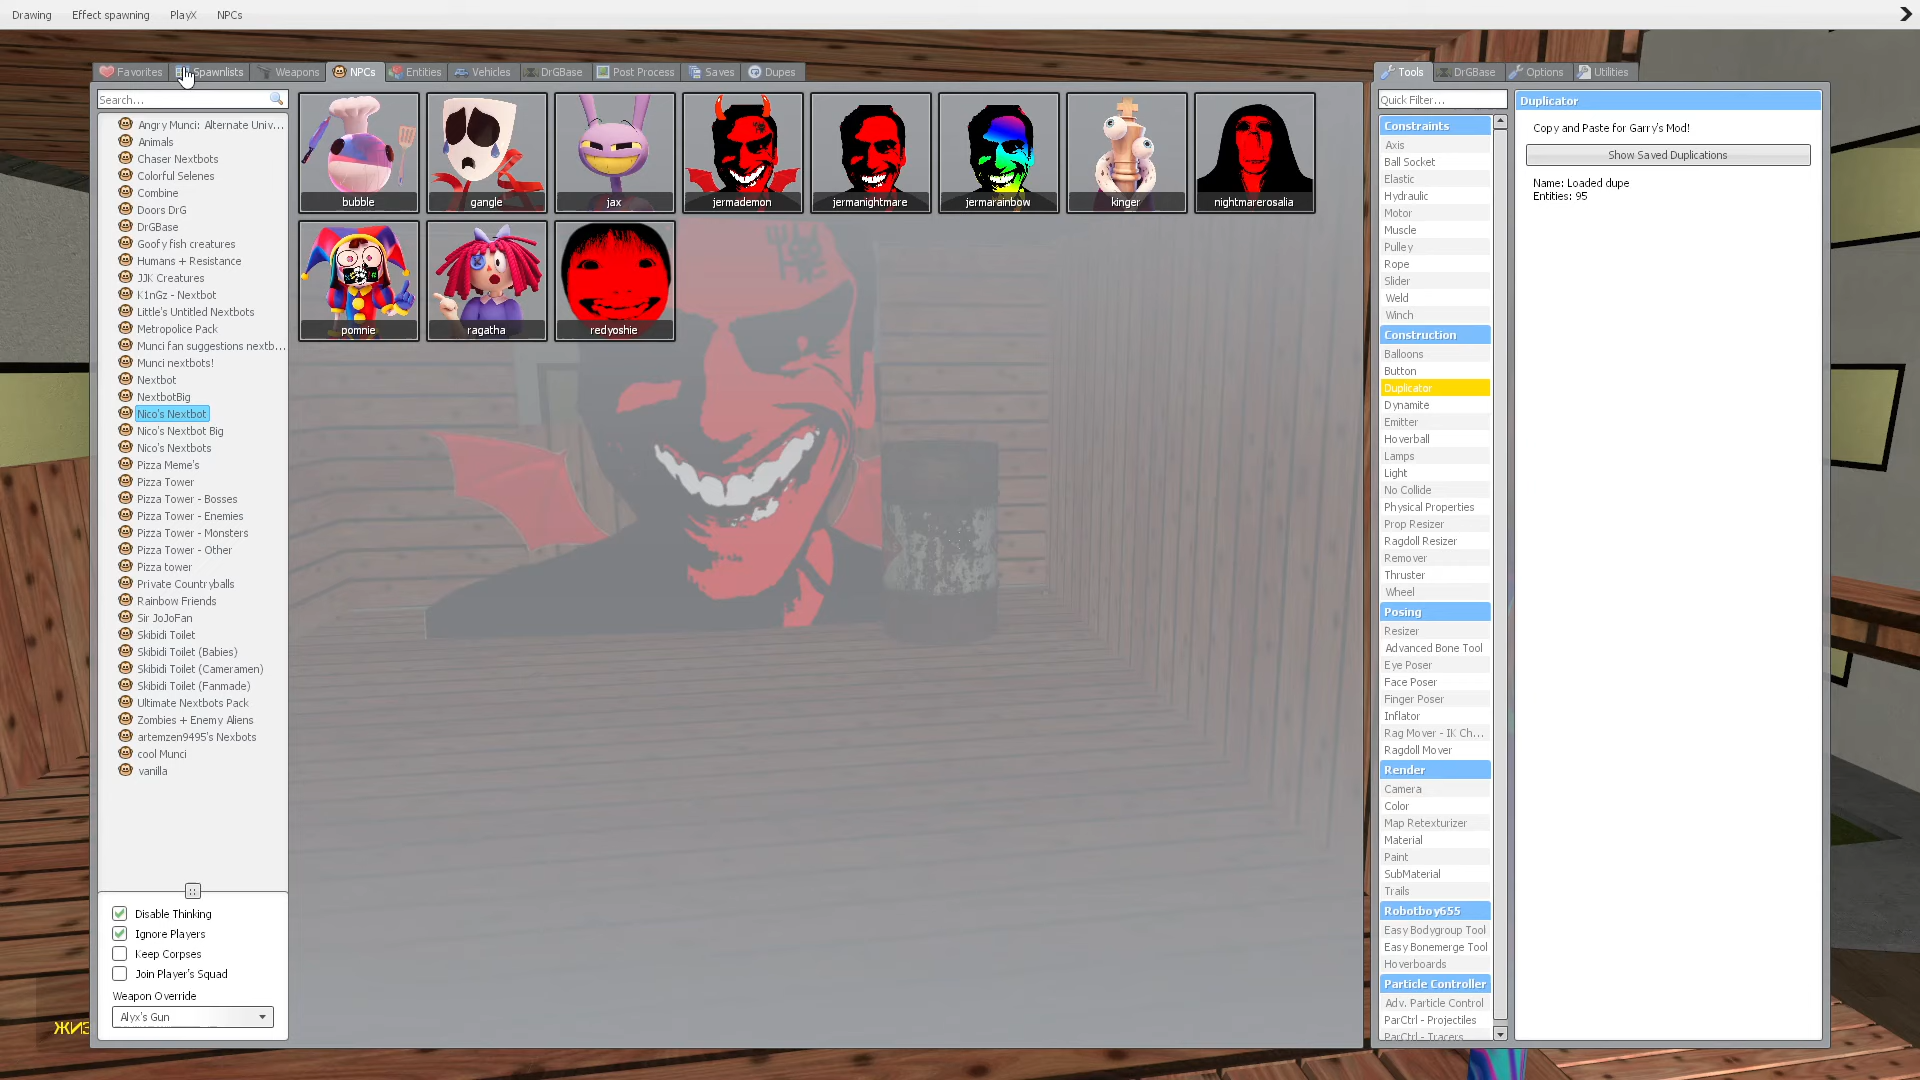 Drawing Effect spawning PlayX NPCs
Favorites Spawnlists Weapons NPCs Entities Vehicles DrGBase Post Process Saves Dupes
Search...
Angry Munci: Alternate Univ...
Animals
Chaser Nextbots
Colorful Selenes
Combine
Doors DrG
DrGBase
Goofy fish creatures
Humans + Resistance
JJK Creatures
K1nGz - Nextbot
Little's Untitled Nextbots
Metropolice Pack
Munci fan suggestions nextb...
Munci nextbots!
Nextbot
NextbotBig
Nico's Nextbot
Nico's Nextbot Big
Nico's Nextbots
Pizza Meme's
Pizza Tower
Pizza Tower - Bosses
Pizza Tower - Enemies
Pizza Tower - Monsters
Pizza Tower - Other
Pizza tower
Private Countryballs
Rainbow Friends
Sir JoJoFan
Skibidi Toilet
Skibidi Toilet (Babies)
Skibidi Toilet (Cameramen)
Skibidi Toilet (Fanmade)
Ultimate Nextbots Pack
Zombies + Enemy Aliens
artemzen9495's Nexbots
cool Munci
vanilla
Disable Thinking
Ignore Players
Keep Corpses
Join Player's Squad
Weapon Override
Alyx's Gun
ЖИЗ
bubble gangle jax jermademon jermanightmare jermarainbow kinger nightmarerosalia
pomnie ragatha redyoshie
Tools DrGBase Options Utilities
Quick Filter...
Constraints
Axis
Ball Socket
Elastic
Hydraulic
Motor
Muscle
Pulley
Rope
Slider
Weld
Winch
Construction
Balloons
Button
Duplicator
Dynamite
Emitter
Hoverball
Lamps
Light
No Collide
Physical Properties
Prop Resizer
Ragdoll Resizer
Remover
Thruster
Wheel
Posing
Resizer
Advanced Bone Tool
Eye Poser
Face Poser
Finger Poser
Inflator
Rag Mover - IK Ch...
Ragdoll Mover
Render
Camera
Color
Map Retexturizer
Material
Paint
SubMaterial
Trails
Robotboy655
Easy Bodygroup Tool
Easy Bonemerge Tool
Hoverboards
Particle Controller
Adv. Particle Control
ParCtrl - Projectiles
ParCtrl - Tracers
Duplicator
Copy and Paste for Garry's Mod!
Show Saved Duplications
Name: Loaded dupe
Entities: 95